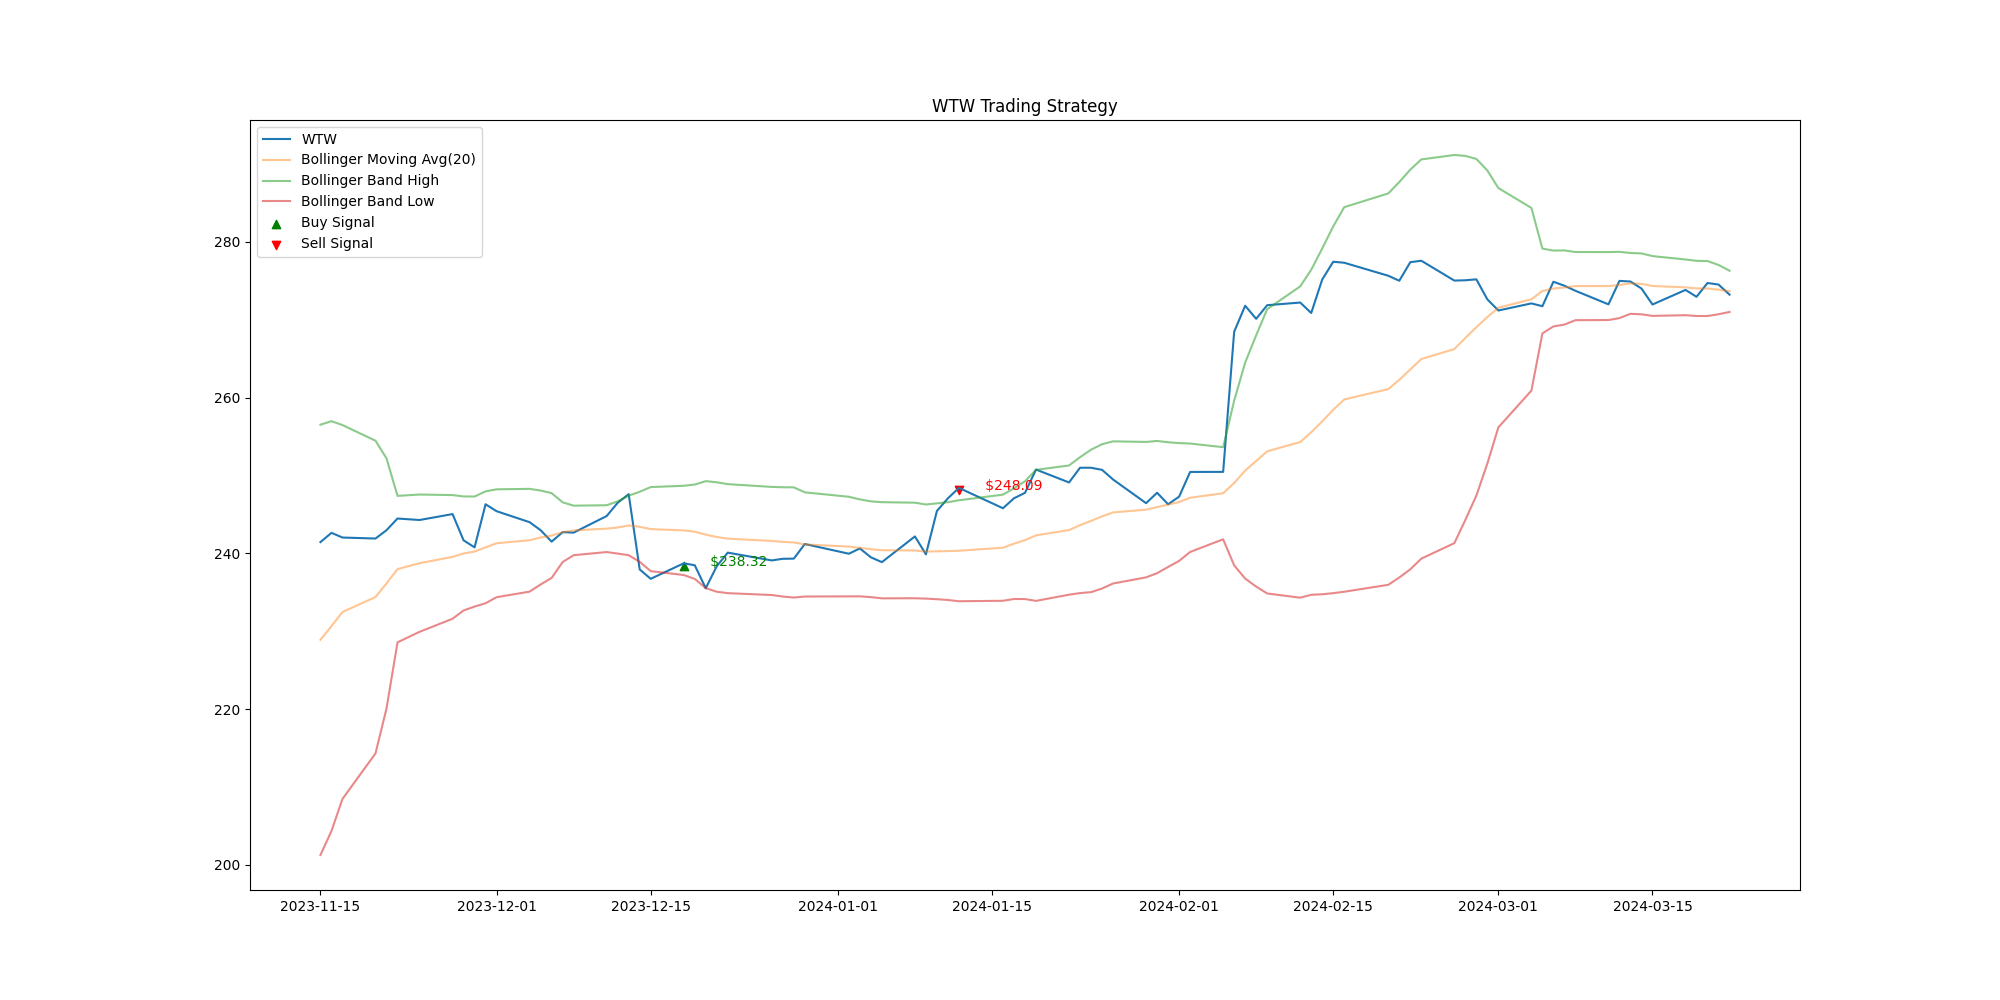 WTW Trading Strategy
WTW
Bollinger Moving Avg(20)
Bollinger Band High
Bollinger Band Low
Buy Signal
Sell Signal
280
260
240
220
200
$248.09
$238.32
2023-11-15 2023-12-01 2023-12-15 2024-01-01 2024-01-15 2024-02-01 2024-02-15 2024-03-01 2024-03-15